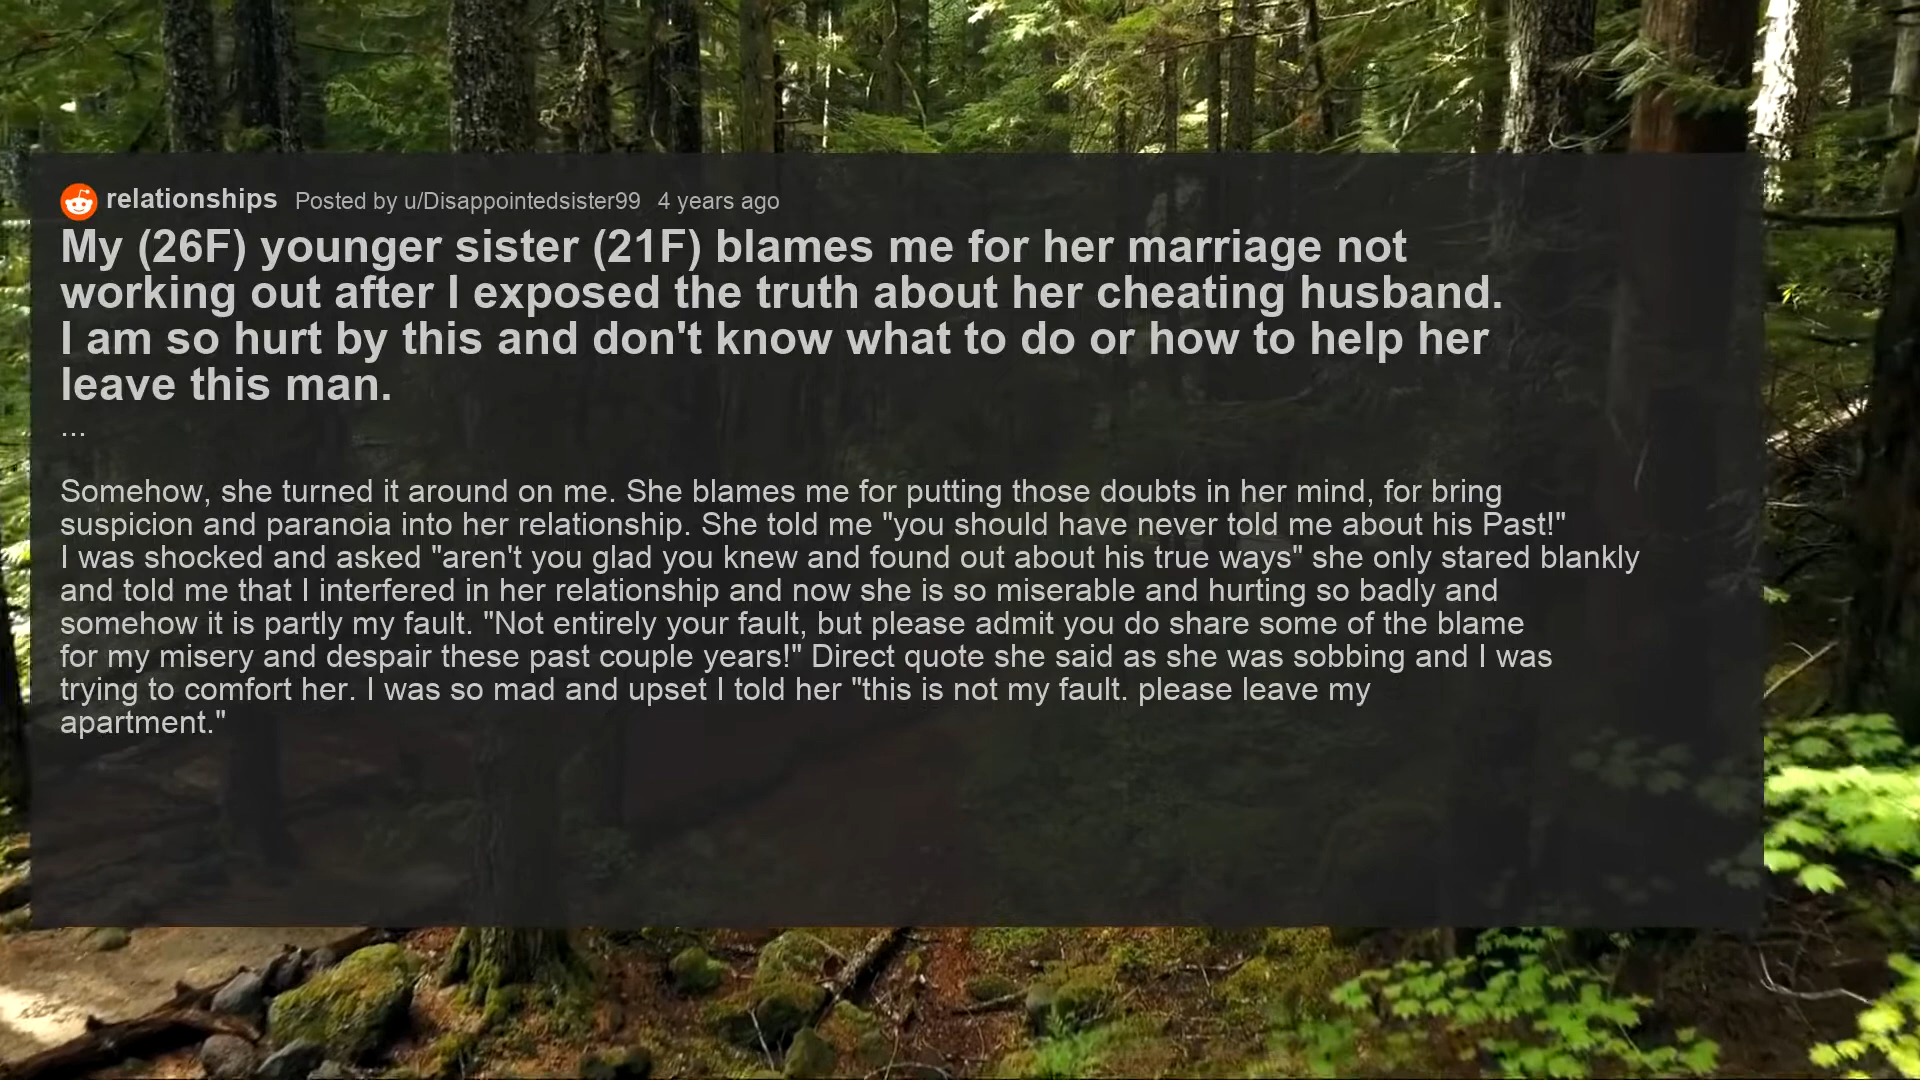 relationships Posted by u/Disappointedsister99 4 years ago
My (26F) younger sister (21F) blames me for her marriage not
working out after I exposed the truth about her cheating husband.
I am so hurt by this and don't know what to do or how to help her
leave this man.
...
Somehow, she turned it around on me. She blames me for putting those doubts in her mind, for bring
suspicion and paranoia into her relationship. She told me "you should have never told me about his Past!"
I was shocked and asked "aren't you glad you knew and found out about his true ways" she only stared blankly
and told me that I interfered in her relationship and now she is so miserable and hurting so badly and
somehow it is partly my fault. "Not entirely your fault, but please admit you do share some of the blame
for my misery and despair these past couple years!" Direct quote she said as she was sobbing and I was
trying to comfort her. I was so mad and upset I told her "this is not my fault. please leave my
apartment."